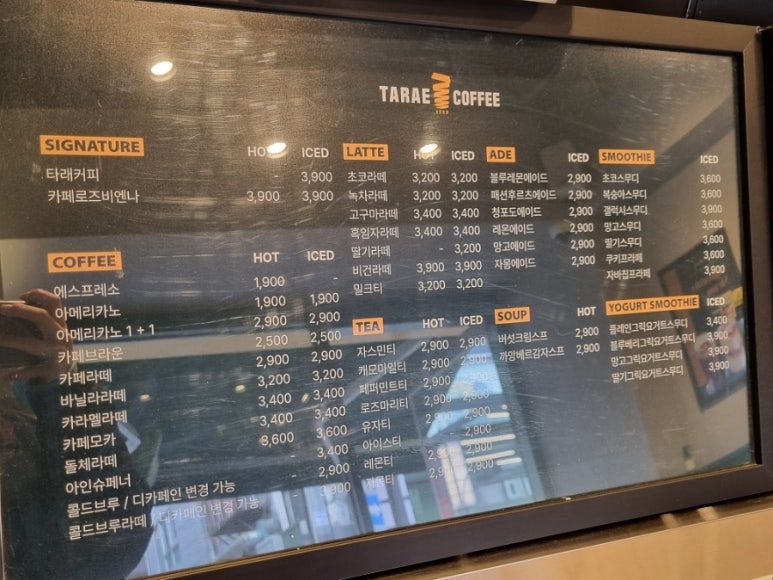 TARAE COFFEE
SIGNATURE HOT ICED
타래커피 - 3,900
카페로즈비엔나 3,900 3,900
COFFEE HOT ICED
에스프레소 1,900 -
아메리카노 1,900 1,900
아메리카노 1 + 1 2,900 2,900
카페브라운 2,500 2,500
카페라떼 2,900 2,900
바닐라라떼 3,200 3,200
카라멜라떼 3,400 3,400
카페모카 3,400 3,400
돌체라떼 3,600 3,600
아인슈페너 - 3,400
콜드브루 / 디카페인 변경 가능 - 2,900
콜드브루라떼 / 디카페인 변경 가능 - 3,900
LATTE HOT ICED
초코라떼 3,200 3,200
녹차라떼 3,200 3,200
고구마라떼 3,400 3,400
흑임자라떼 3,400 3,400
딸기라떼 - 3,200
비건라떼 3,900 3,900
밀크티 3,200 3,200
TEA HOT ICED
자스민티 2,900 2,900
캐모마일티 2,900 2,900
페퍼민트티 2,900 2,900
로즈마리티 2,900 2,900
유자티 2,900 2,900
아이스티 - 2,900
레몬티 2,900 2,900
자몽티 2,900 2,900
ADE ICED
블루레몬에이드 2,900
패션후르츠에이드 2,900
청포도에이드 2,900
레몬에이드 2,900
망고에이드 2,900
자몽에이드 2,900
SOUP HOT
버섯크림스프 2,900
까망베르감자스프 2,900
SMOOTHIE ICED
초코스무디 3,600
복숭아스무디 3,600
갤럭시스무디 3,900
망고스무디 3,600
딸기스무디 3,600
쿠키프라페 3,600
자바칩프라페 3,900
YOGURT SMOOTHIE ICED
플레인그릭요거트스무디 3,400
블루베리그릭요거트스무디 3,900
망고그릭요거트스무디 3,900
딸기그릭요거트스무디 3,900